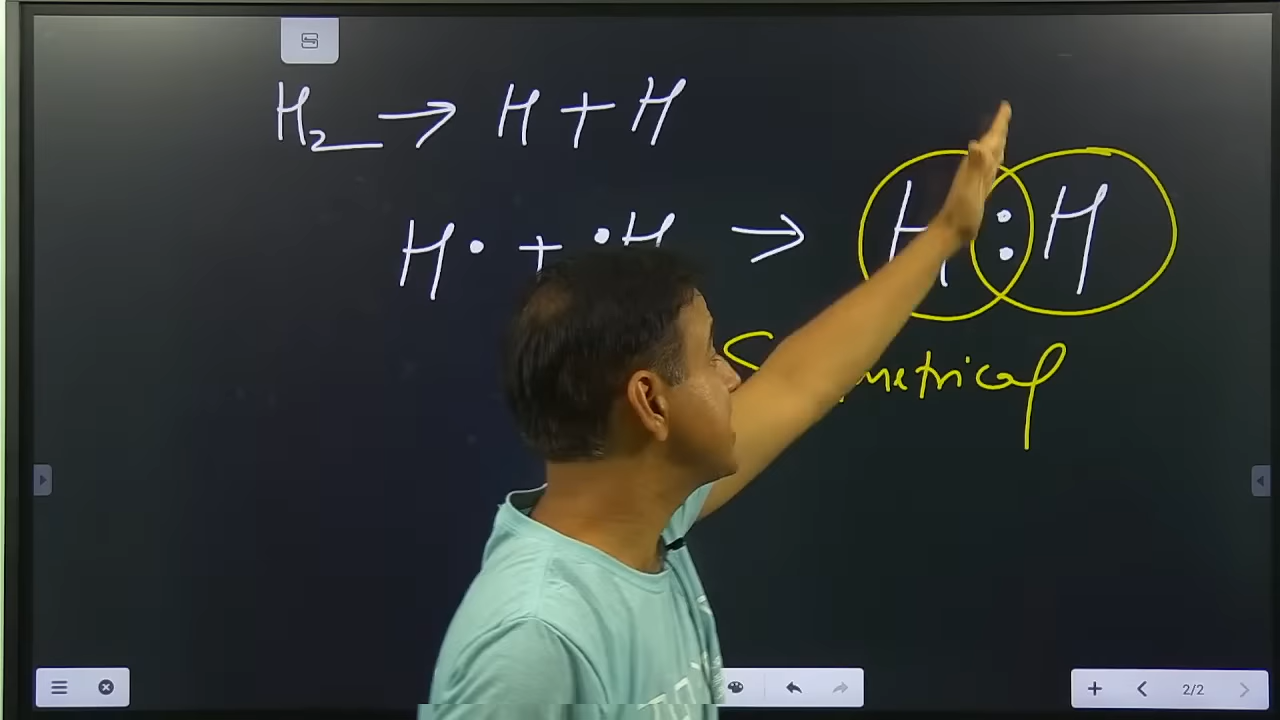 H₂ → H + H
H• + •H → H : H
2/2